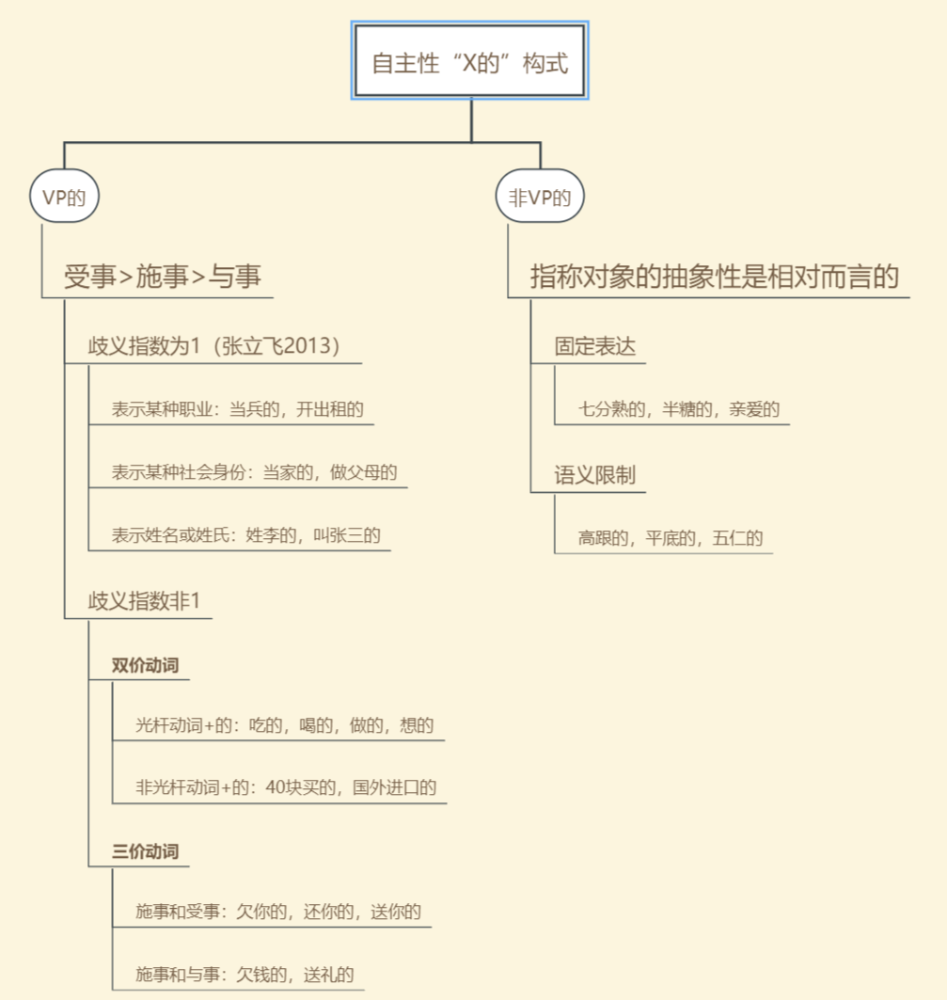 自主性“X的”构式
VP的
受事>施事>与事
歧义指数为1（张立飞2013）
表示某种职业：当兵的，开出租的
表示某种社会身份：当家的，做父母的
表示姓名或姓氏：姓李的，叫张三的
歧义指数非1
双价动词
光杆动词+的：吃的，喝的，做的，想的
非光杆动词+的：40块买的，国外进口的
三价动词
施事和受事：欠你的，还你的，送你的
施事和与事：欠钱的，送礼的
非VP的
指称对象的抽象性是相对而言的
固定表达
七分熟的，半糖的，亲爱的
语义限制
高跟的，平底的，五仁的